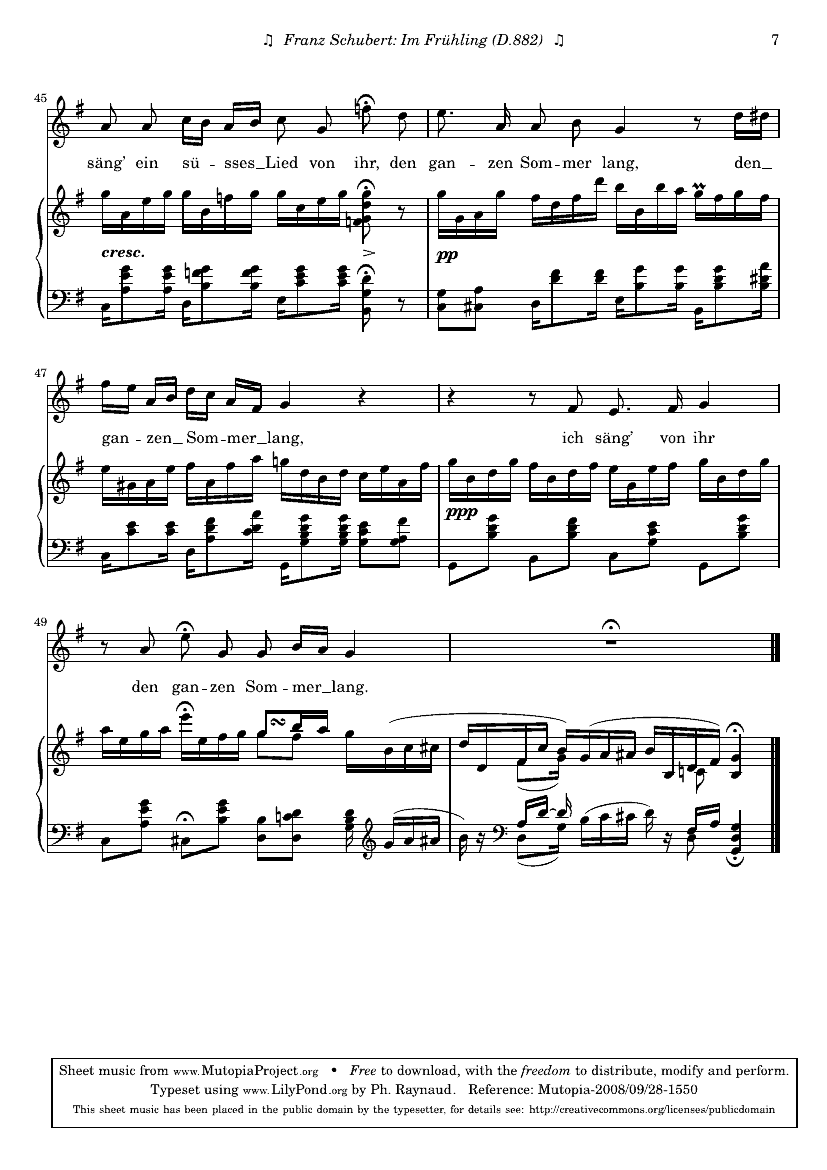 ♫ Franz Schubert: Im Frühling (D.882) ♫ 7
45
säng’ ein sü - sses_Lied von ihr, den gan - zen Som-mer lang, den_
cresc. > pp
47
gan - zen_ Som-mer_lang, ich säng’ von ihr
ppp
49
den gan-zen Som - mer_lang.
Sheet music from www.MutopiaProject.org • Free to download, with the freedom to distribute, modify and perform.
Typeset using www.LilyPond.org by Ph. Raynaud. Reference: Mutopia-2008/09/28-1550
This sheet music has been placed in the public domain by the typesetter, for details see: http://creativecommons.org/licenses/publicdomain